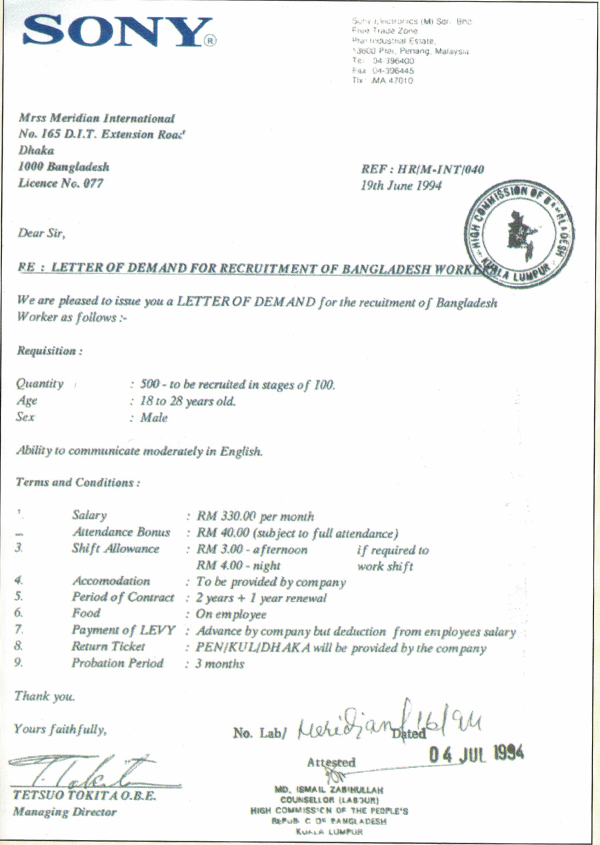 SONY®
Sony Electronics (M) Sdn Bhd
Free Trade Zone
Prai Industrial Estate,
13600 Prai, Penang, Malaysia
Tel 04-396400
Fax 04-396445
Tlx MA 47010
Mrss Meridian International
No. 165 D.I.T. Extension Road
Dhaka
1000 Bangladesh
Licence No. 077
REF : HR/M-INT/040
19th June 1994
HIGH COMMISSION OF BANGLADESH
KUALA LUMPUR
Dear Sir,
RE : LETTER OF DEMAND FOR RECRUITMENT OF BANGLADESH WORKER
We are pleased to issue you a LETTER OF DEMAND for the recuitment of Bangladesh
Worker as follows :-
Requisition :
Quantity : 500 - to be recruited in stages of 100.
Age : 18 to 28 years old.
Sex : Male
Ability to communicate moderately in English.
Terms and Conditions :
1. Salary : RM 330.00 per month
Attendance Bonus : RM 40.00 (subject to full attendance)
3. Shift Allowance : RM 3.00 - afternoon if required to
RM 4.00 - night work shift
4. Accomodation : To be provided by company
5. Period of Contract : 2 years + 1 year renewal
6. Food : On employee
7. Payment of LEVY : Advance by company but deduction from employees salary
8. Return Ticket : PEN/KUL/DHAKA will be provided by the company
9. Probation Period : 3 months
Thank you.
Yours faithfully,
No. Lab/ Meridian/16/94
Dated
04 JUL 1994
Attested
T. Tokita
TETSUO TOKITA O.B.E.
Managing Director
MD. ISMAIL ZABIHULLAH
COUNSELLOR (LABOUR)
HIGH COMMISSION OF THE PEOPLE'S
REPUBLIC OF BANGLADESH
KUALA LUMPUR